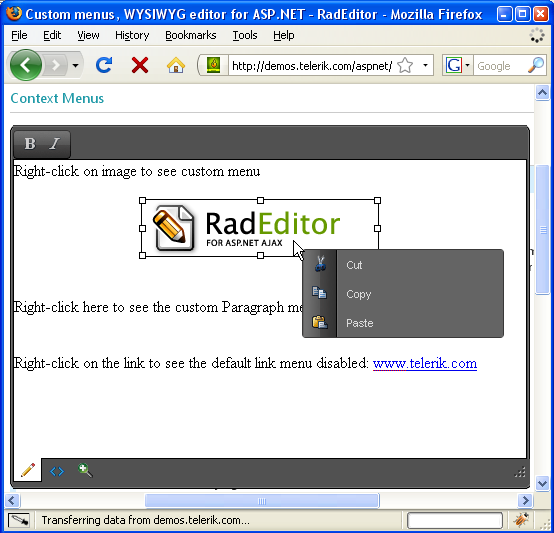 Custom menus, WYSIWYG editor for ASP.NET - RadEditor - Mozilla Firefox
File Edit View History Bookmarks Tools Help
http://demos.telerik.com/aspnet/ G Google
Context Menus
B I
Right-click on image to see custom menu
RadEditor
FOR ASP.NET AJAX
Cut
Right-click here to see the custom Paragraph me
Copy
Paste
Right-click on the link to see the default link menu disabled: www.telerik.com
Transferring data from demos.telerik.com...